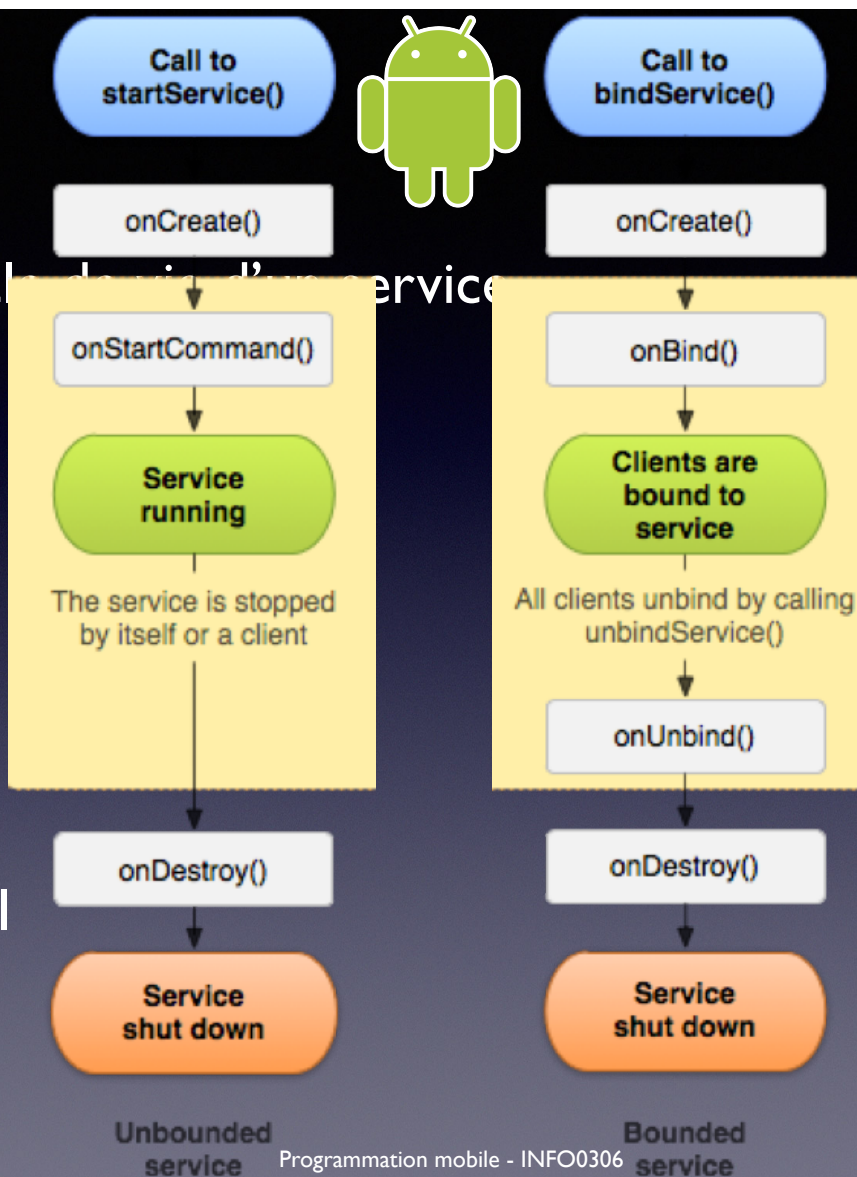 Call to
startService()
onCreate()
onStartCommand()
Service
running
The service is stopped
by itself or a client
onDestroy()
Service
shut down
Unbounded
service
Call to
bindService()
onCreate()
d'un service
onBind()
Clients are
bound to
service
All clients unbind by calling
unbindService()
onUnbind()
onDestroy()
Service
shut down
Bounded
service
Programmation mobile - INFO0306